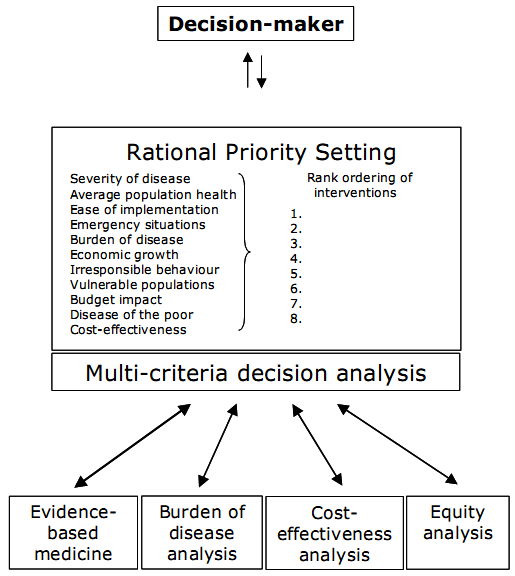 Decision-maker
Rational Priority Setting
Severity of disease
Average population health
Ease of implementation
Emergency situations
Burden of disease
Economic growth
Irresponsible behaviour
Vulnerable populations
Budget impact
Disease of the poor
Cost-effectiveness
Rank ordering of
interventions
1.
2.
3.
4.
5.
6.
7.
8.
Multi-criteria decision analysis
Evidence-
based
medicine
Burden of
disease
analysis
Cost-
effectiveness
analysis
Equity
analysis